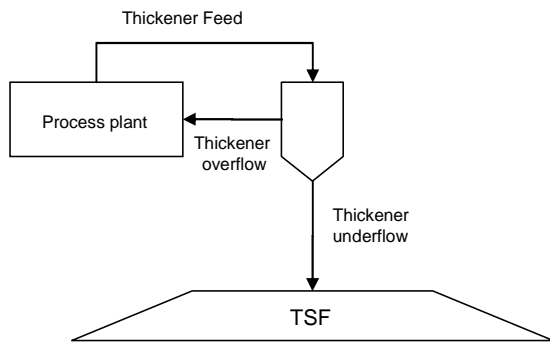 Thickener Feed
Process plant
Thickener
overflow
Thickener
underflow
TSF